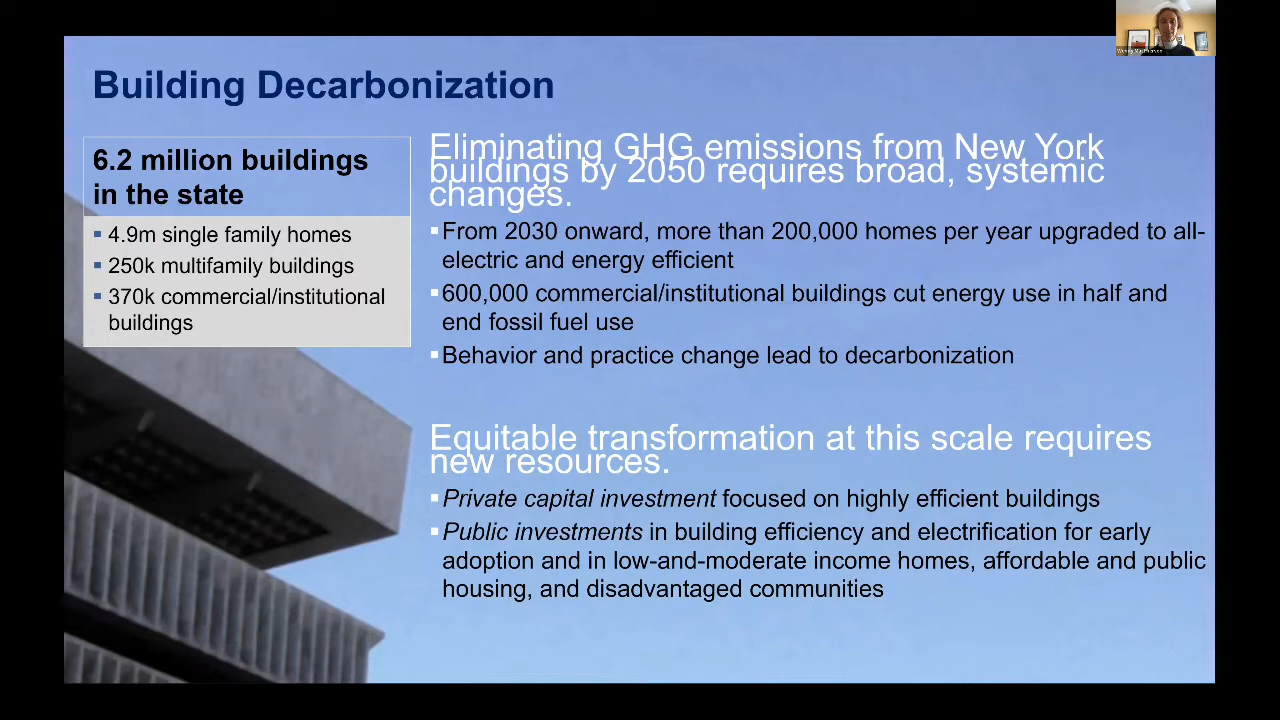 Building Decarbonization
6.2 million buildings
in the state
▪ 4.9m single family homes
▪ 250k multifamily buildings
▪ 370k commercial/institutional
buildings
Eliminating GHG emissions from New York
buildings by 2050 requires broad, systemic
changes.
▪From 2030 onward, more than 200,000 homes per year upgraded to all-
electric and energy efficient
▪600,000 commercial/institutional buildings cut energy use in half and
end fossil fuel use
▪Behavior and practice change lead to decarbonization
Equitable transformation at this scale requires
new resources.
▪Private capital investment focused on highly efficient buildings
▪Public investments in building efficiency and electrification for early
adoption and in low-and-moderate income homes, affordable and public
housing, and disadvantaged communities